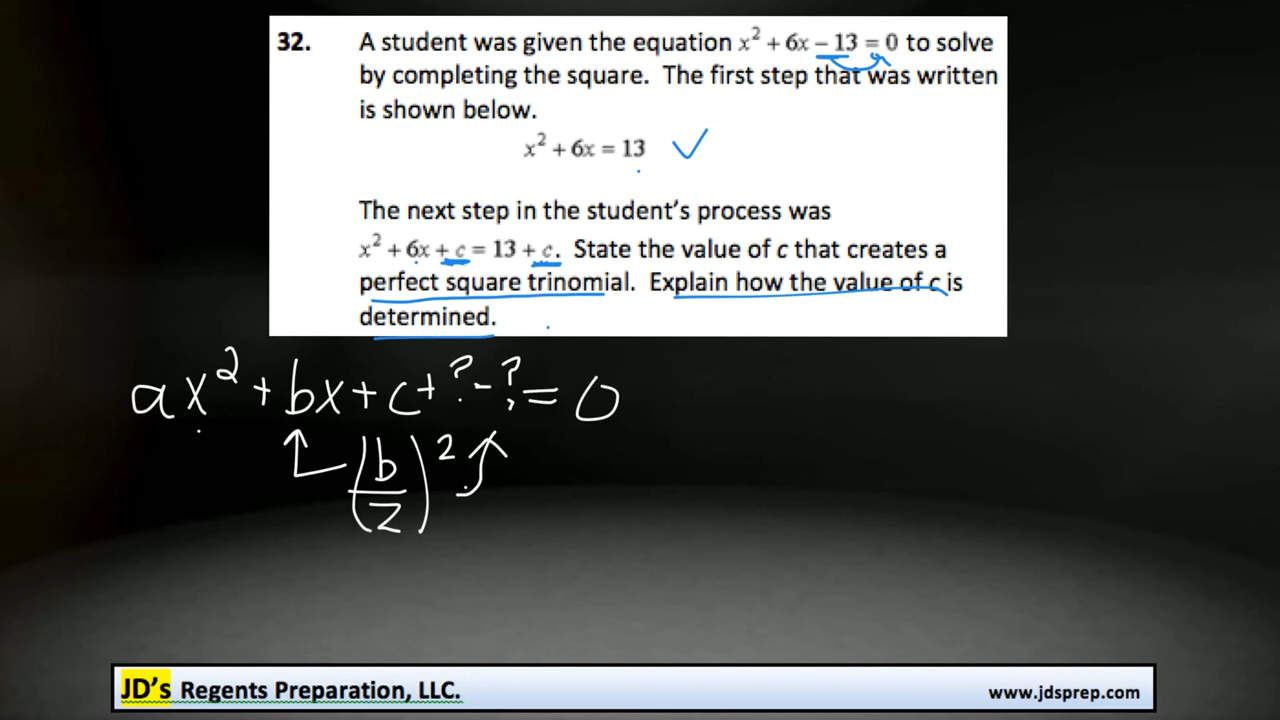 32. A student was given the equation x² + 6x − 13 = 0 to solve
by completing the square. The first step that was written
is shown below.
x² + 6x = 13
The next step in the student's process was
x² + 6x + c = 13 + c. State the value of c that creates a
perfect square trinomial. Explain how the value of c is
determined.
ax² + bx + c + ? - ? = 0
(b/2)²
JD's Regents Preparation, LLC. www.jdsprep.com